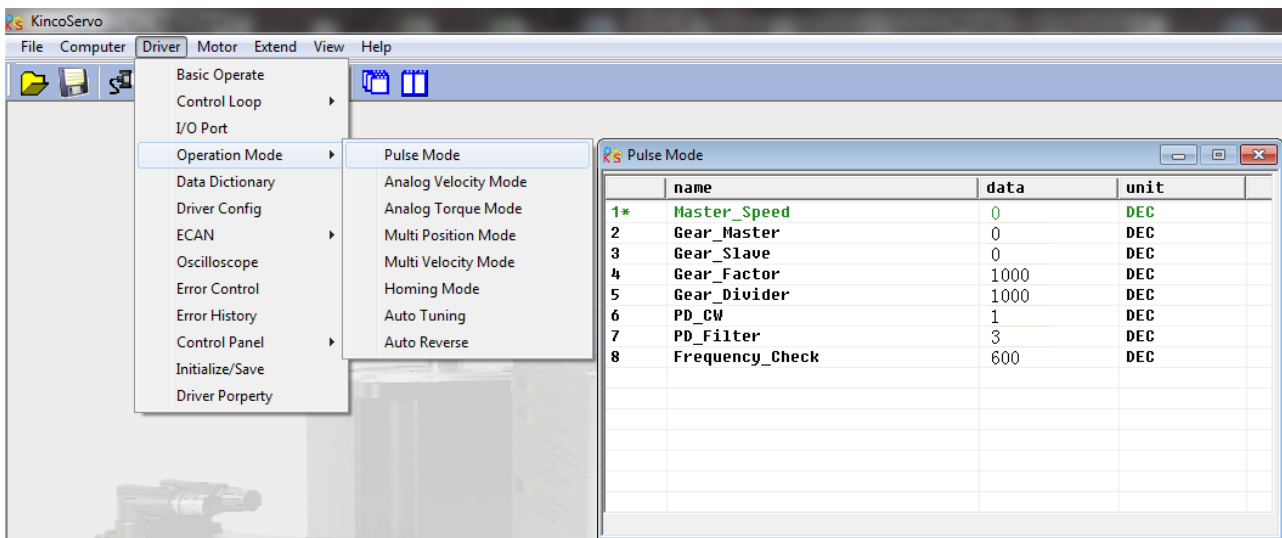 KincoServo
File Computer Driver Motor Extend View Help
Basic Operate
Control Loop
I/O Port
Operation Mode
Data Dictionary
Driver Config
ECAN
Oscilloscope
Error Control
Error History
Control Panel
Initialize/Save
Driver Porperty
Pulse Mode
Analog Velocity Mode
Analog Torque Mode
Multi Position Mode
Multi Velocity Mode
Homing Mode
Auto Tuning
Auto Reverse
Pulse Mode
name data unit
1* Master_Speed 0 DEC
2 Gear_Master 0 DEC
3 Gear_Slave 0 DEC
4 Gear_Factor 1000 DEC
5 Gear_Divider 1000 DEC
6 PD_CW 1 DEC
7 PD_Filter 3 DEC
8 Frequency_Check 600 DEC